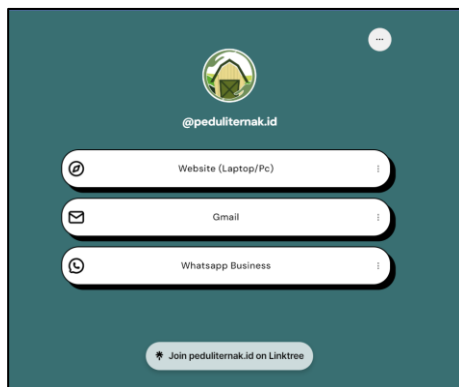 @peduliternak.id
Website (Laptop/Pc)
Gmail
Whatsapp Business
Join peduliternak.id on Linktree